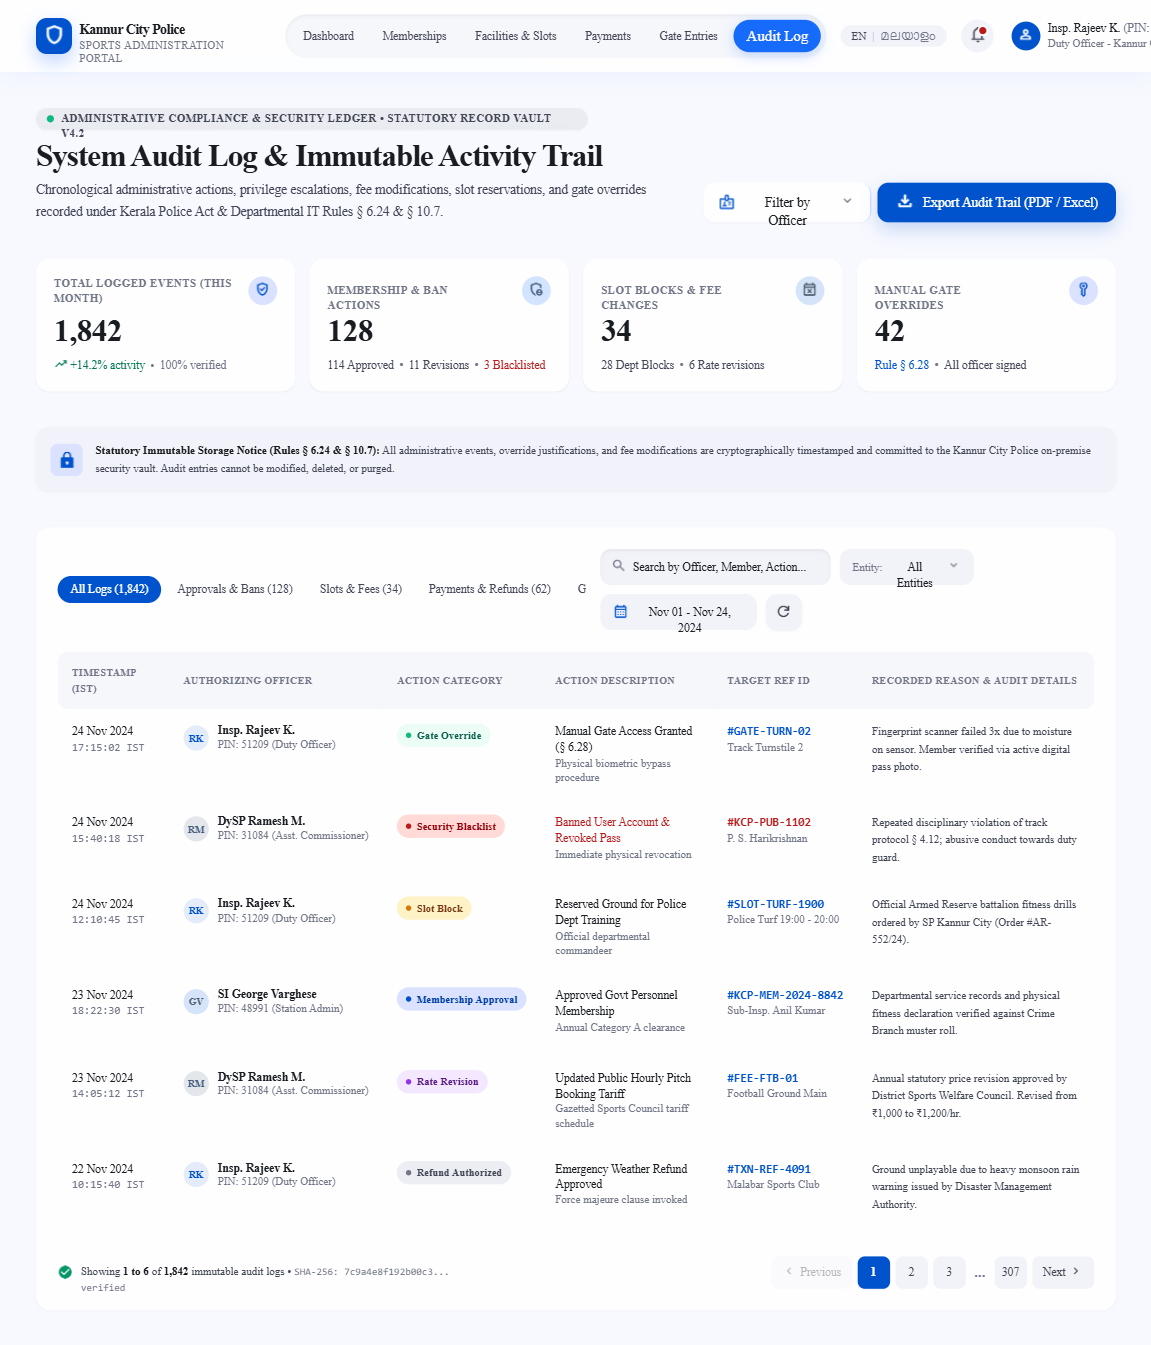 Kannur City Police
SPORTS ADMINISTRATION
PORTAL
Dashboard
Memberships
Facilities & Slots
Payments
Gate Entries
Audit Log
EN | മലയാളം
Insp. Rajeev K. (PIN:
Duty Officer - Kannur
ADMINISTRATIVE COMPLIANCE & SECURITY LEDGER • STATUTORY RECORD VAULT
V4.2
System Audit Log & Immutable Activity Trail
Chronological administrative actions, privilege escalations, fee modifications, slot reservations, and gate overrides
recorded under Kerala Police Act & Departmental IT Rules § 6.24 & § 10.7.
Filter by
Officer
Export Audit Trail (PDF / Excel)
TOTAL LOGGED EVENTS (THIS
MONTH)
1,842
+14.2% activity • 100% verified
MEMBERSHIP & BAN
ACTIONS
128
114 Approved • 11 Revisions • 3 Blacklisted
SLOT BLOCKS & FEE
CHANGES
34
28 Dept Blocks • 6 Rate revisions
MANUAL GATE
OVERRIDES
42
Rule § 6.28 • All officer signed
Statutory Immutable Storage Notice (Rules § 6.24 & § 10.7): All administrative events, override justifications, and fee modifications are cryptographically timestamped and committed to the Kannur City Police on-premise
security vault. Audit entries cannot be modified, deleted, or purged.
All Logs (1,842)
Approvals & Bans (128)
Slots & Fees (34)
Payments & Refunds (62)
G
Search by Officer, Member, Action...
Entity:
All
Entities
Nov 01 - Nov 24,
2024
TIMESTAMP
(IST)
AUTHORIZING OFFICER
ACTION CATEGORY
ACTION DESCRIPTION
TARGET REF ID
RECORDED REASON & AUDIT DETAILS
24 Nov 2024
17:15:02 IST
RK
Insp. Rajeev K.
PIN: 51209 (Duty Officer)
Gate Override
Manual Gate Access Granted
(§ 6.28)
Physical biometric bypass
procedure
#GATE-TURN-02
Track Turnstile 2
Fingerprint scanner failed 3x due to moisture
on sensor. Member verified via active digital
pass photo.
24 Nov 2024
15:40:18 IST
RM
DySP Ramesh M.
PIN: 31084 (Asst. Commissioner)
Security Blacklist
Banned User Account &
Revoked Pass
Immediate physical revocation
#KCP-PUB-1102
P. S. Harikrishnan
Repeated disciplinary violation of track
protocol § 4.12; abusive conduct towards duty
guard.
24 Nov 2024
12:10:45 IST
RK
Insp. Rajeev K.
PIN: 51209 (Duty Officer)
Slot Block
Reserved Ground for Police
Dept Training
Official departmental
commandeer
#SLOT-TURF-1900
Police Turf 19:00 - 20:00
Official Armed Reserve battalion fitness drills
ordered by SP Kannur City (Order #AR-
552/24).
23 Nov 2024
18:22:30 IST
GV
SI George Varghese
PIN: 48991 (Station Admin)
Membership Approval
Approved Govt Personnel
Membership
Annual Category A clearance
#KCP-MEM-2024-8842
Sub-Insp. Anil Kumar
Departmental service records and physical
fitness declaration verified against Crime
Branch muster roll.
23 Nov 2024
14:05:12 IST
RM
DySP Ramesh M.
PIN: 31084 (Asst. Commissioner)
Rate Revision
Updated Public Hourly Pitch
Booking Tariff
Gazetted Sports Council tariff
schedule
#FEE-FTB-01
Football Ground Main
Annual statutory price revision approved by
District Sports Welfare Council. Revised from
₹1,000 to ₹1,200/hr.
22 Nov 2024
10:15:40 IST
RK
Insp. Rajeev K.
PIN: 51209 (Duty Officer)
Refund Authorized
Emergency Weather Refund
Approved
Force majeure clause invoked
#TXN-REF-4091
Malabar Sports Club
Ground unplayable due to heavy monsoon rain
warning issued by Disaster Management
Authority.
Showing 1 to 6 of 1,842 immutable audit logs • SHA-256: 7c9a4e8f192b00c3...
verified
Previous
1
2
3
...
307
Next